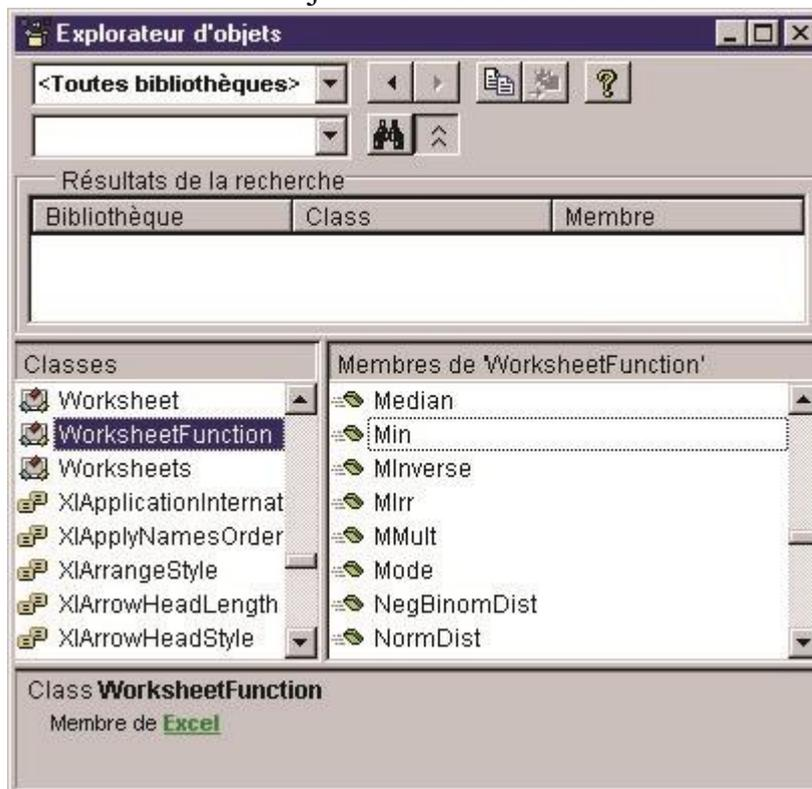 Explorateur d'objets
<Toutes bibliothèques>
Résultats de la recherche
Bibliothèque Class Membre
Classes
Worksheet
WorksheetFunction
Worksheets
XlApplicationInternat
XlApplyNamesOrder
XlArrangeStyle
XlArrowHeadLength
XlArrowHeadStyle
Membres de 'WorksheetFunction'
Median
Min
MInverse
MIrr
MMult
Mode
NegBinomDist
NormDist
Class WorksheetFunction
Membre de Excel